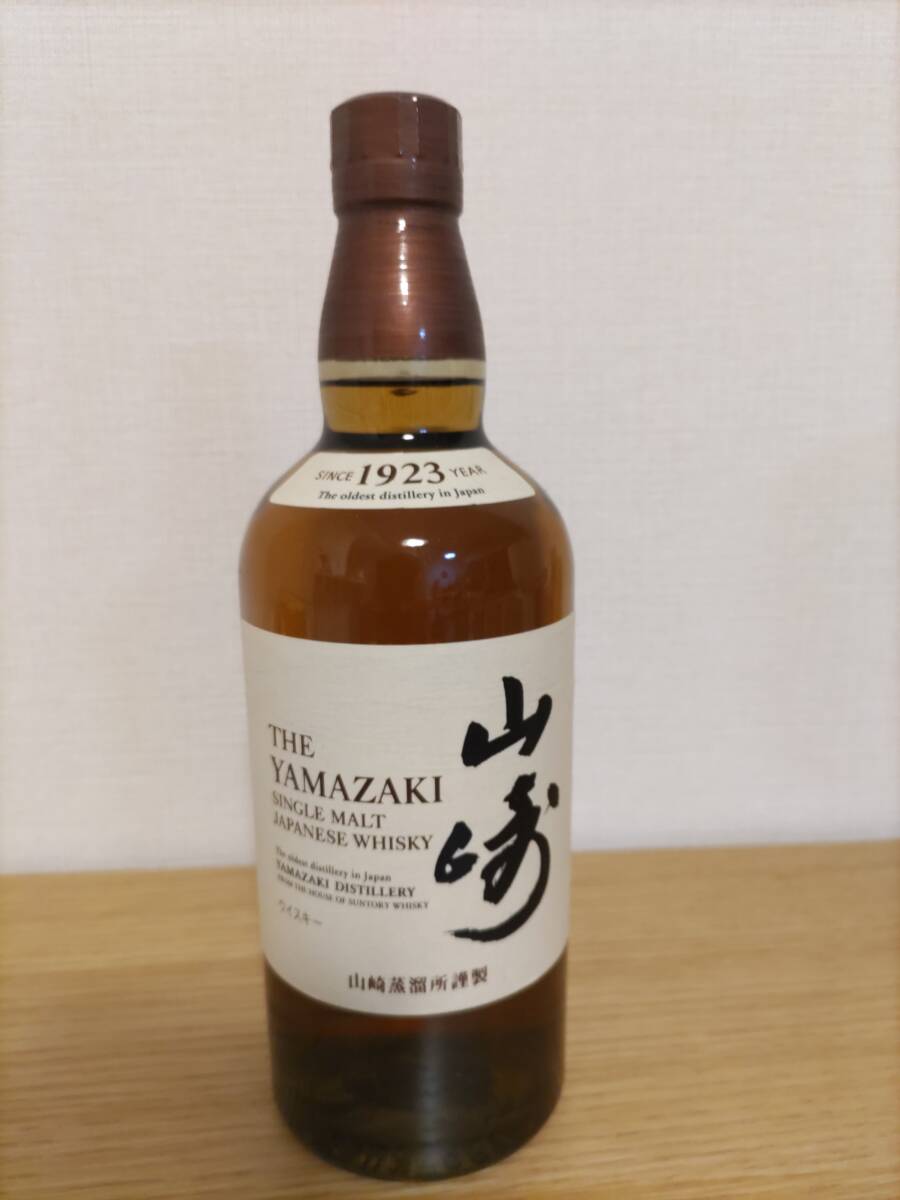 SINCE 1923 YEAR
The oldest distillery in Japan
THE
YAMAZAKI
SINGLE MALT
JAPANESE WHISKY
The oldest distillery in Japan
YAMAZAKI DISTILLERY
FROM THE HOUSE OF SUNTORY WHISKY
ウイスキー
山崎
山崎蒸溜所謹製